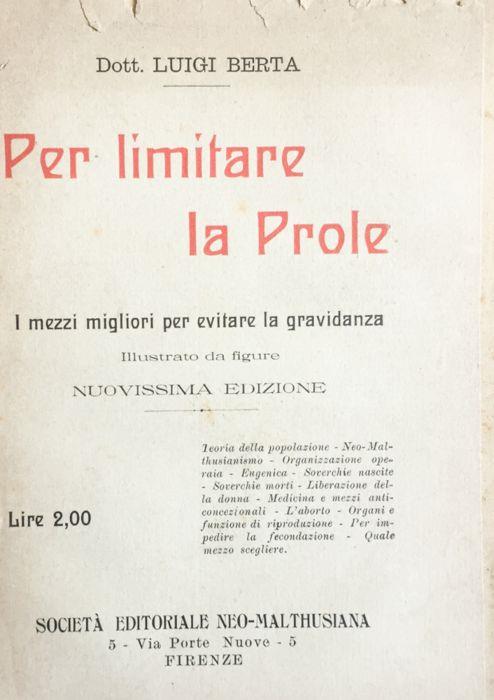 Dott. LUIGI BERTA
Per limitare
la Prole
I mezzi migliori per evitare la gravidanza
Illustrato da figure
NUOVISSIMA EDIZIONE
Teoria della popolazione - Neo-Mal-
thusianismo - Organizzazione ope-
raia - Eugenica - Soverchie nascite
- Soverchie morti - Liberazione del-
la donna - Medicina e mezzi anti-
concezionali - L'aborto - Organi e
funzione di riproduzione - Per im-
pedire la fecondazione - Quale
mezzo scegliere.
Lire 2,00
SOCIETÀ EDITORIALE NEO-MALTHUSIANA
5 - Via Porte Nuove - 5
FIRENZE